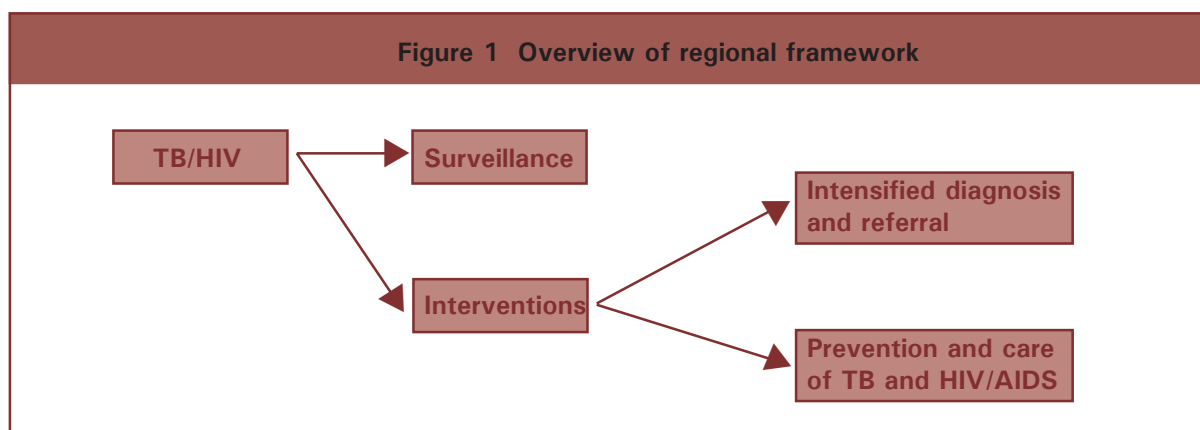 Figure 1 Overview of regional framework
TB/HIV
Surveillance
Interventions
Intensified diagnosis
and referral
Prevention and care
of TB and HIV/AIDS